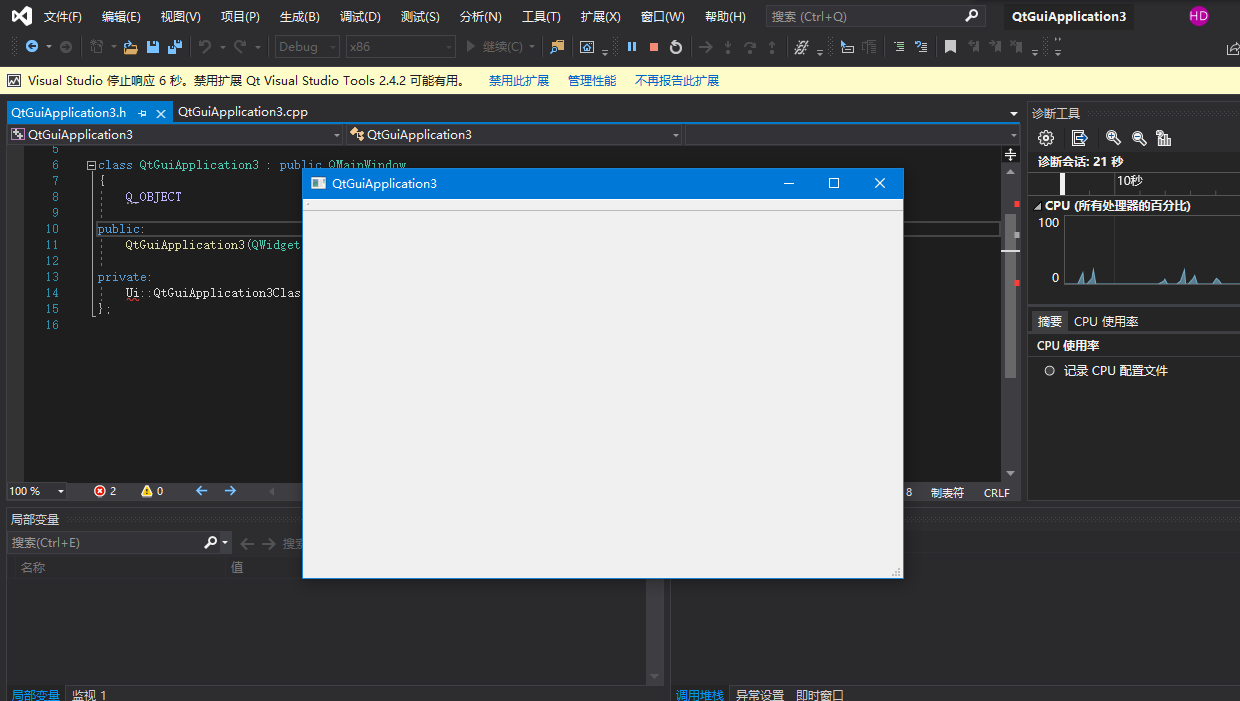 文件(F) 编辑(E) 视图(V) 项目(P) 生成(B) 调试(D) 测试(S) 分析(N) 工具(T) 扩展(X) 窗口(W) 帮助(H) 搜索 (Ctrl+Q) QtGuiApplication3 HD
Debug x86 继续(C)
Visual Studio 停止响应 6 秒。禁用扩展 Qt Visual Studio Tools 2.4.2 可能有用。 禁用此扩展 管理性能 不再报告此扩展
QtGuiApplication3.h QtGuiApplication3.cpp
QtGuiApplication3 QtGuiApplication3
5
6 class QtGuiApplication3 : public QMainWindow
7 {
8 Q_OBJECT
9
10 public:
11 QtGuiApplication3(QWidget
12
13 private:
14 Ui::QtGuiApplication3Clas
15 };
16
QtGuiApplication3
100 % 2 0 8 制表符 CRLF
诊断工具
诊断会话: 21 秒
10秒
CPU (所有处理器的百分比)
100
0
摘要 CPU 使用率
CPU 使用率
记录 CPU 配置文件
局部变量
搜索(Ctrl+E) 搜索
名称 值
局部变量 监视 1
调用堆栈 异常设置 即时窗口